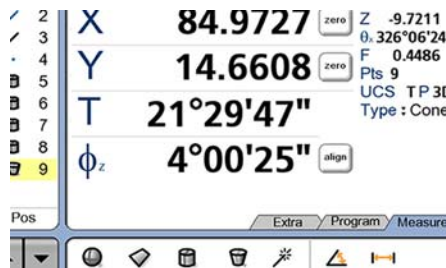 2
3
4
5
6
7
8
9
Pos
X 84.9727 zero
Y 14.6608 zero
T 21°29'47"
ϕz 4°00'25" align
Z -9.7211
θx 326°06'24
F 0.4486
Pts 9
UCS T P 3D
Type : Cone
Extra Program Measure